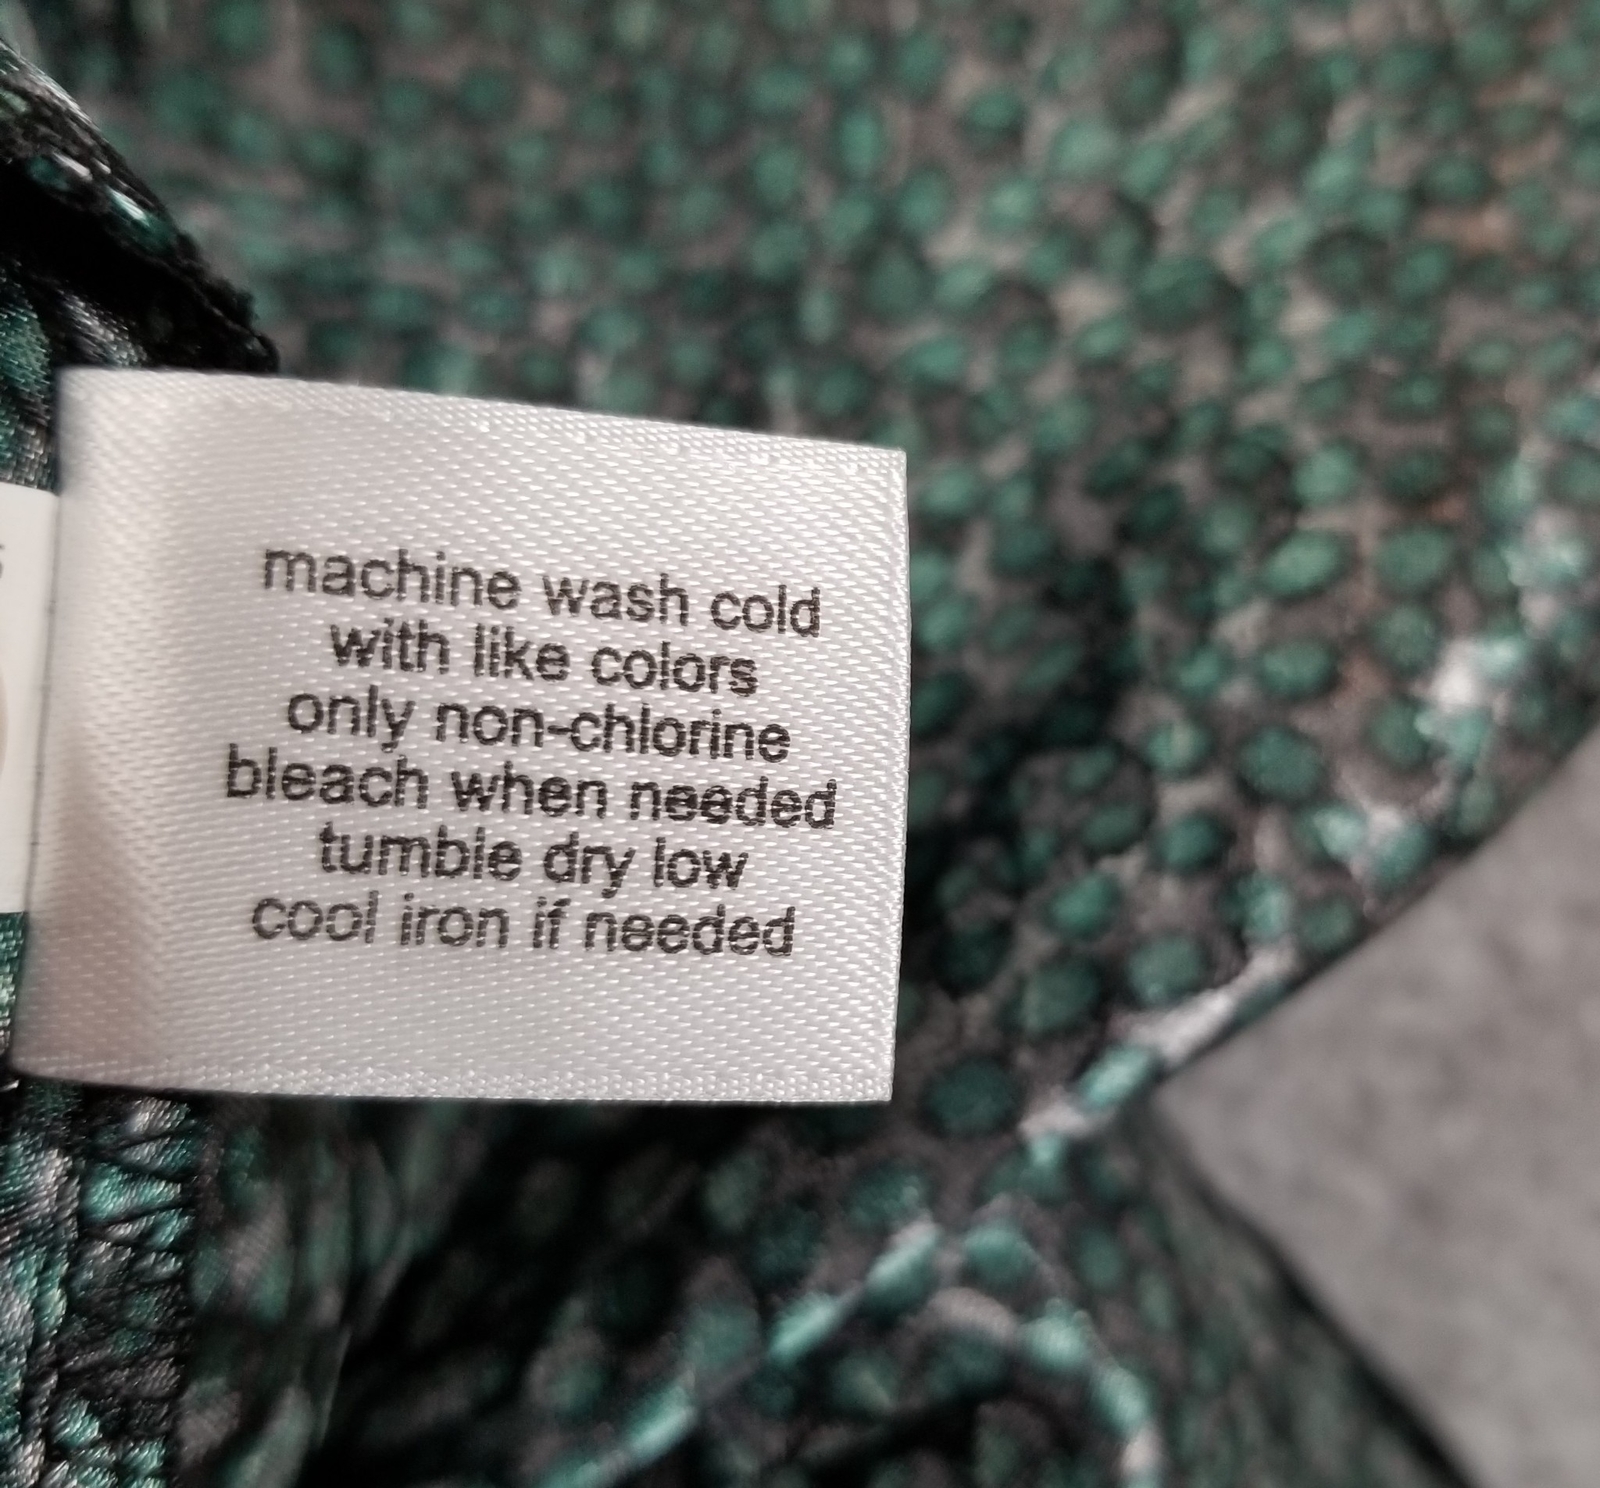 machine wash cold
with like colors
only non-chlorine
bleach when needed
tumble dry low
cool iron if needed